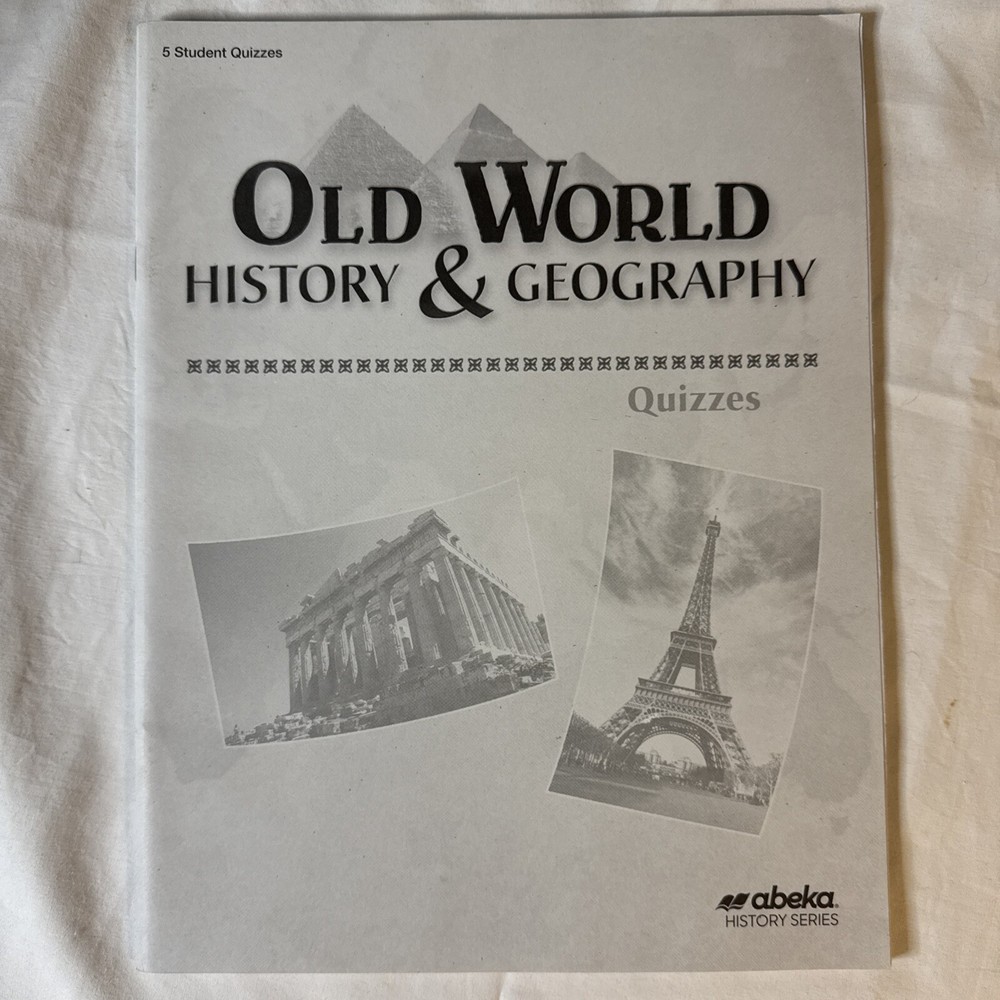 5 Student Quizzes
OLD WORLD
HISTORY & GEOGRAPHY
Quizzes
abeka
HISTORY SERIES